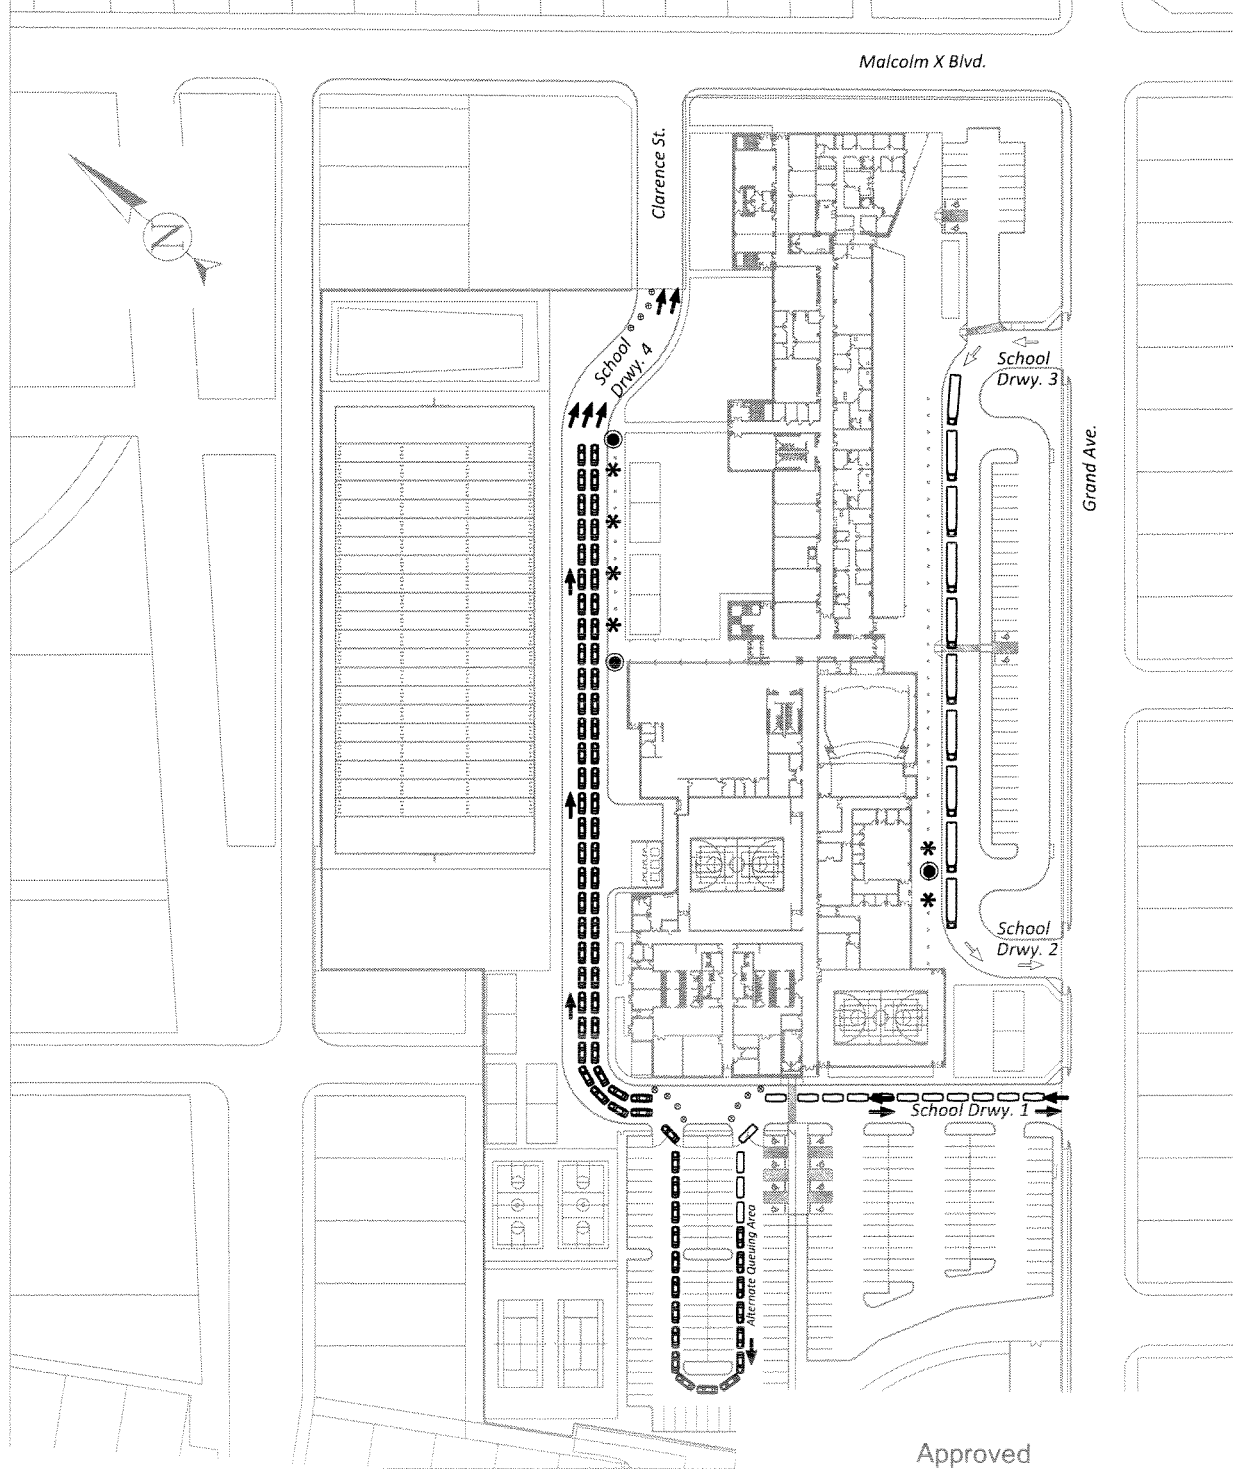 Malcolm X Blvd.
Clarence St.
N
School
Drwy. 4
School
Drwy. 3
Grand Ave.
School
Drwy. 2
School Drwy. 1
Alternate Queuing Area
Approved